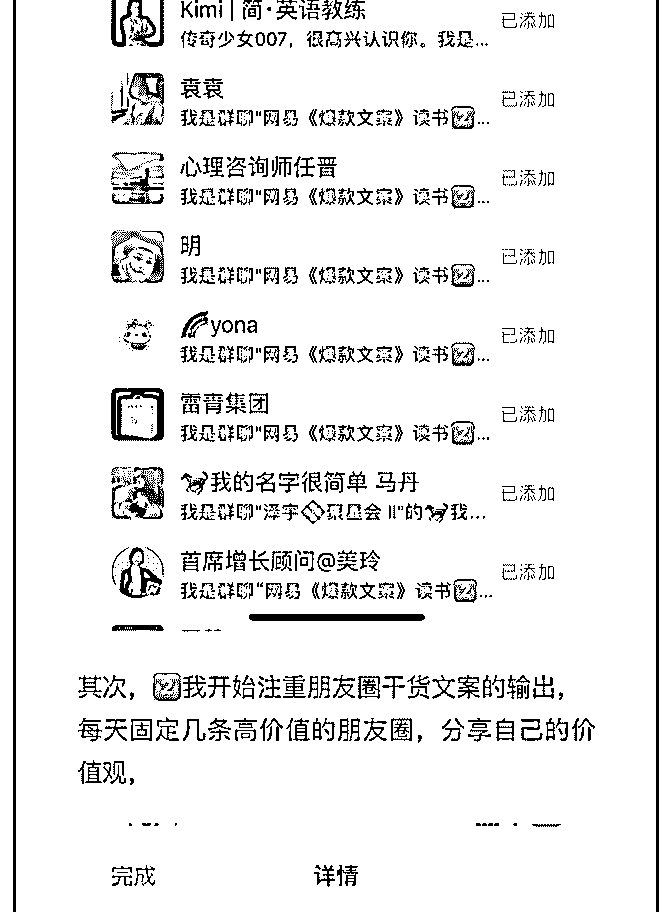 Kimi | 简·英语教练
已添加
传奇少女007，很高兴认识你。我是...
袁袁
已添加
我是群聊"网易《爆款文案》读书...
心理咨询师任晋
已添加
我是群聊"网易《爆款文案》读书...
明
已添加
我是群聊"网易《爆款文案》读书...
yona
已添加
我是群聊"网易《爆款文案》读书...
雷青集团
已添加
我是群聊"网易《爆款文案》读书...
我的名字很简单 马丹
已添加
我是群聊"泽宇 聚星会 II"的 我...
首席增长顾问@美玲
已添加
我是群聊"网易《爆款文案》读书...
其次，我开始注重朋友圈干货文案的输出，
每天固定几条高价值的朋友圈，分享自己的价
值观，
完成
详情